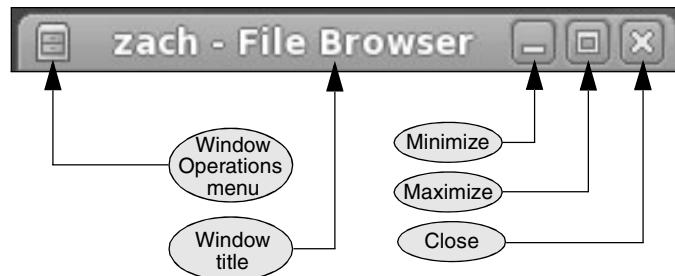 zach - File Browser
Window
Operations
menu
Minimize
Maximize
Window
title
Close